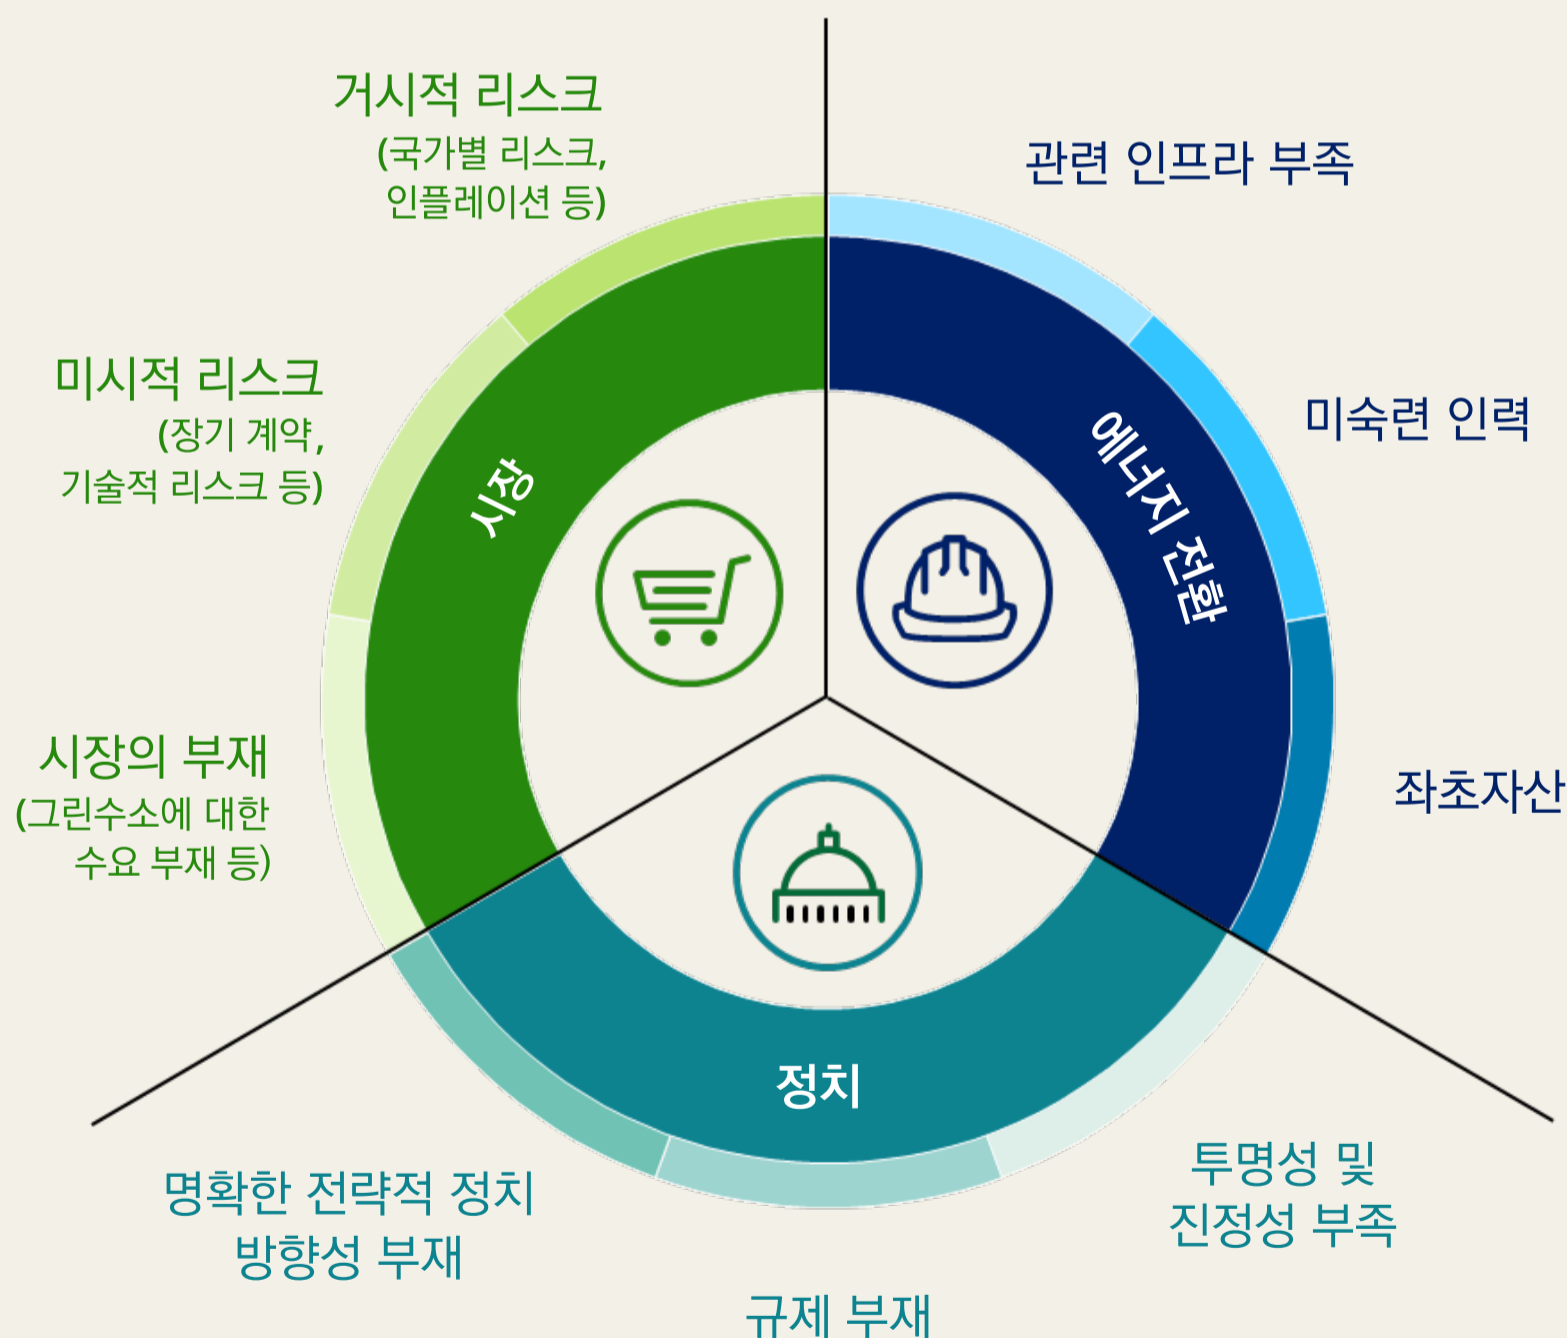 거시적 리스크
(국가별 리스크,
인플레이션 등)
관련 인프라 부족
미시적 리스크
(장기 계약,
기술적 리스크 등)
미숙련 인력
시장
에너지 전환
시장의 부재
(그린수소에 대한
수요 부재 등)
좌초자산
정치
명확한 전략적 정치
방향성 부재
투명성 및
진정성 부족
규제 부재